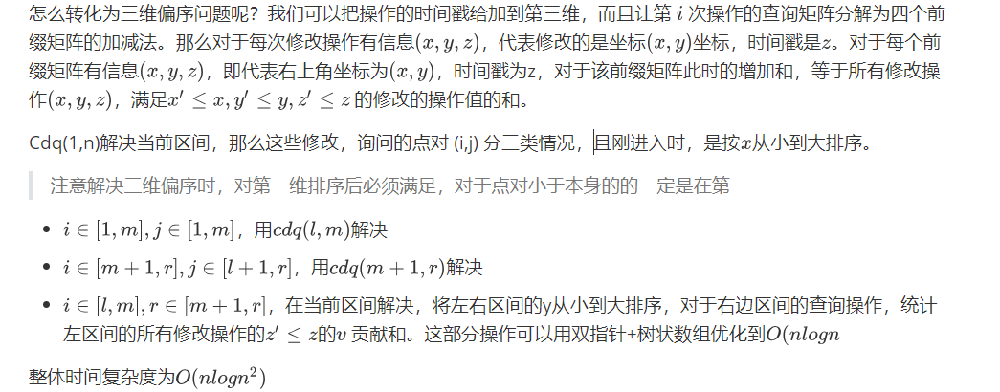 怎么转化为三维偏序问题呢？我们可以把操作的时间戳给加到第三维，而且让第 i 次操作的查询矩阵分解为四个前
缀矩阵的加减法。那么对于每次修改操作有信息(x, y, z)，代表修改的是坐标(x, y)坐标，时间戳是z。对于每个前
缀矩阵有信息(x, y, z)，即代表右上角坐标为(x, y)，时间戳为z，对于该前缀矩阵此时的增加和，等于所有修改操
作(x, y, z)，满足x′ ≤ x, y′ ≤ y, z′ ≤ z 的修改的操作值的和。
Cdq(1,n)解决当前区间，那么这些修改，询问的点对 (i,j) 分三类情况，且刚进入时，是按x从小到大排序。
注意解决三维偏序时，对第一维排序后必须满足，对于点对小于本身的的一定是在第
• i ∈ [1, m], j ∈ [1, m]，用cdq(l, m)解决
• i ∈ [m + 1, r], j ∈ [l + 1, r]，用cdq(m + 1, r)解决
• i ∈ [l, m], r ∈ [m + 1, r]，在当前区间解决，将左右区间的y从小到大排序，对于右边区间的查询操作，统计
左区间的所有修改操作的z′ ≤ z的v 贡献和。这部分操作可以用双指针+树状数组优化到O(nlogn
整体时间复杂度为O(nlogn²)